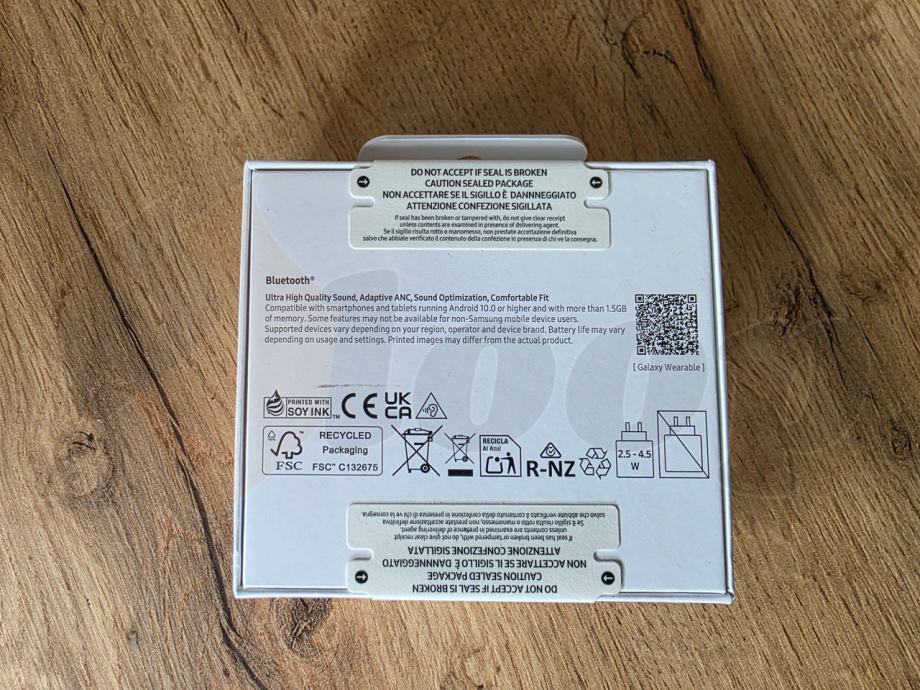 DO NOT ACCEPT IF SEAL IS BROKEN
CAUTION SEALED PACKAGE
NON ACCETTARE SE IL SIGILLO È DANNNEGGIATO
ATTENZIONE CONFEZIONE SIGILLATA
If seal has been broken or tampered with, do not give clear receipt
unless contents are examined in presence of delivering agent.
Se il sigillo risulta rotto o manomesso, non prestate accettazione definitiva
salvo che abbiate verificato il contenuto della confezione in presenza di chi ve la consegna.
Bluetooth®
Ultra High Quality Sound, Adaptive ANC, Sound Optimization, Comfortable Fit
Compatible with smartphones and tablets running Android 10.0 or higher and with more than 1.5GB
of memory. Some features may not be available for non-Samsung mobile device users.
Supported devices vary depending on your region, operator and device brand. Battery life may vary
depending on usage and settings. Printed images may differ from the actual product.
[ Galaxy Wearable ]
PRINTED WITH
SOY INK™
CE
UK
CA
FSC
RECYCLED
Packaging
FSC™ C132675
RECICLA
Al Azul
R-NZ
2.5 - 4.5
W
DO NOT ACCEPT IF SEAL IS BROKEN
CAUTION SEALED PACKAGE
NON ACCETTARE SE IL SIGILLO È DANNNEGGIATO
ATTENZIONE CONFEZIONE SIGILLATA
If seal has been broken or tampered with, do not give clear receipt
unless contents are examined in presence of delivering agent.
Se il sigillo risulta rotto o manomesso, non prestate accettazione definitiva
salvo che abbiate verificato il contenuto della confezione in presenza di chi ve la consegna.